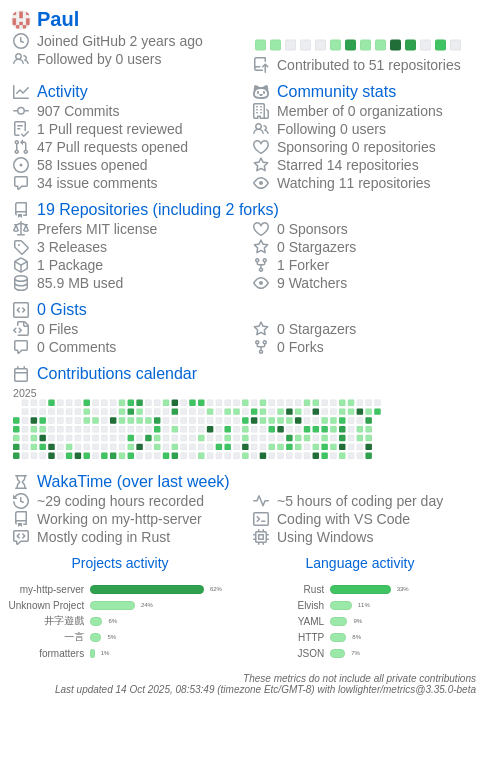 Paul
Joined GitHub 2 years ago
Followed by 0 users
Contributed to 51 repositories
Activity
907 Commits
1 Pull request reviewed
47 Pull requests opened
58 Issues opened
34 issue comments
Community stats
Member of 0 organizations
Following 0 users
Sponsoring 0 repositories
Starred 14 repositories
Watching 11 repositories
19 Repositories (including 2 forks)
Prefers MIT license
3 Releases
1 Package
85.9 MB used
0 Sponsors
0 Stargazers
1 Forker
9 Watchers
0 Gists
0 Files
0 Comments
0 Stargazers
0 Forks
Contributions calendar
2025
WakaTime (over last week)
~29 coding hours recorded
Working on my-http-server
Mostly coding in Rust
~5 hours of coding per day
Coding with VS Code
Using Windows
Projects activity
my-http-server 62%
Unknown Project 24%
井字遊戲 6%
一言 5%
formatters 1%
Language activity
Rust 33%
Elvish 11%
YAML 9%
HTTP 8%
JSON 7%
These metrics do not include all private contributions
Last updated 14 Oct 2025, 08:53:49 (timezone Etc/GMT-8) with lowlighter/metrics@3.35.0-beta